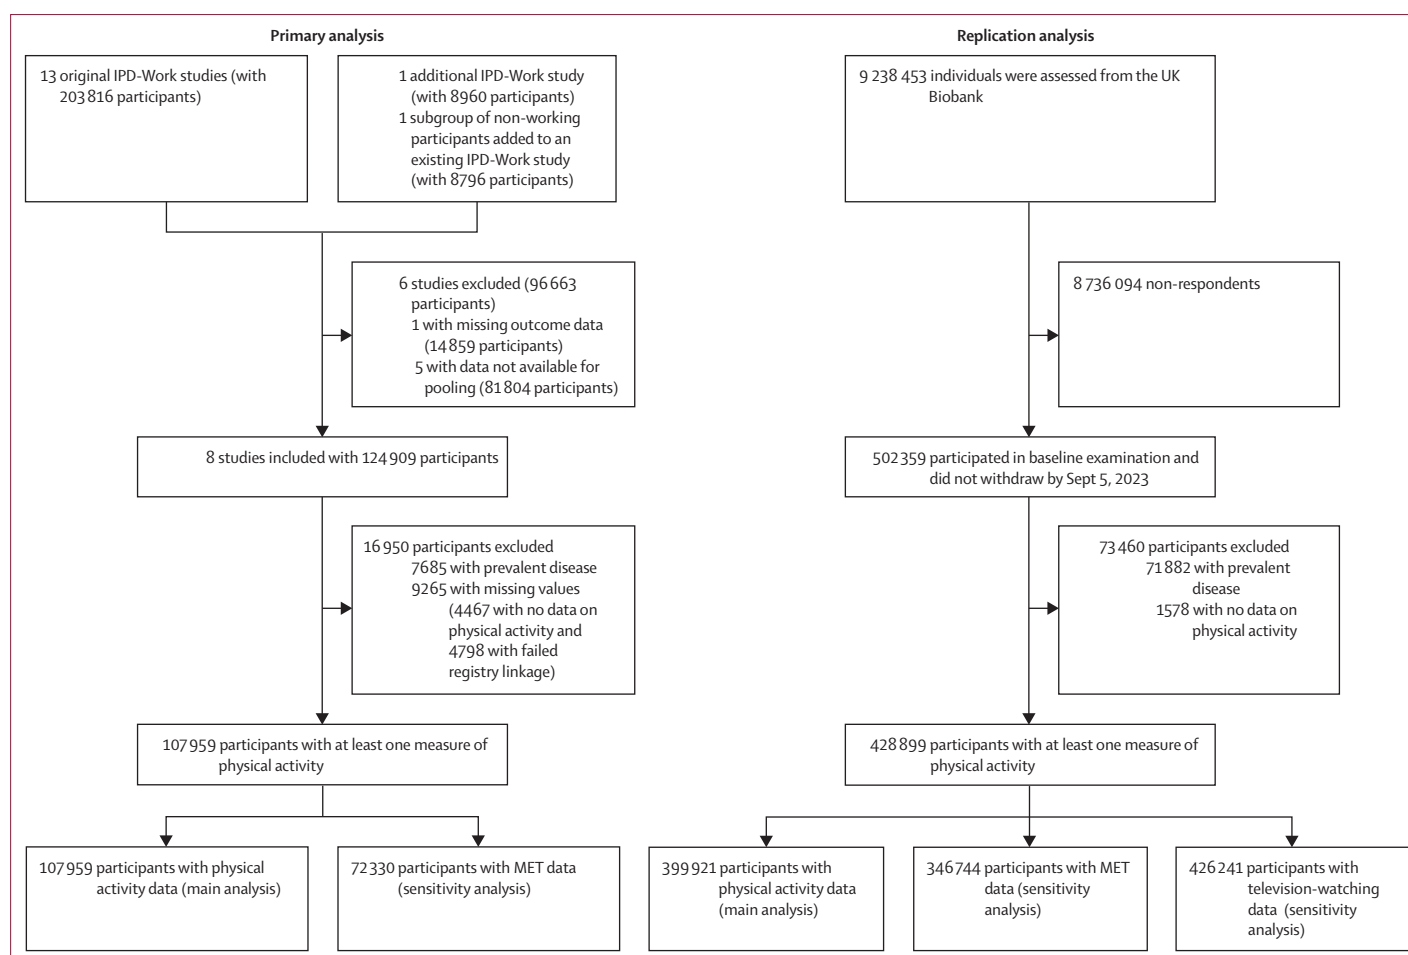 Primary analysis
13 original IPD-Work studies (with
203 816 participants)
1 additional IPD-Work study
(with 8960 participants)
1 subgroup of non-working
participants added to an
existing IPD-Work study
(with 8796 participants)
6 studies excluded (96 663
participants)
1 with missing outcome data
(14 859 participants)
5 with data not available for
pooling (81 804 participants)
8 studies included with 124 909 participants
16 950 participants excluded
7685 with prevalent disease
9265 with missing values
(4467 with no data on
physical activity and
4798 with failed
registry linkage)
107 959 participants with at least one measure of
physical activity
107 959 participants with physical
activity data (main analysis)
72 330 participants with MET data
(sensitivity analysis)
Replication analysis
9 238 453 individuals were assessed from the UK
Biobank
8 736 094 non-respondents
502 359 participated in baseline examination and
did not withdraw by Sept 5, 2023
73 460 participants excluded
71 882 with prevalent
disease
1578 with no data on
physical activity
428 899 participants with at least one measure of
physical activity
399 921 participants with
physical activity data
(main analysis)
346 744 participants with MET
data (sensitivity
analysis)
426 241 participants with
television-watching
data (sensitivity
analysis)